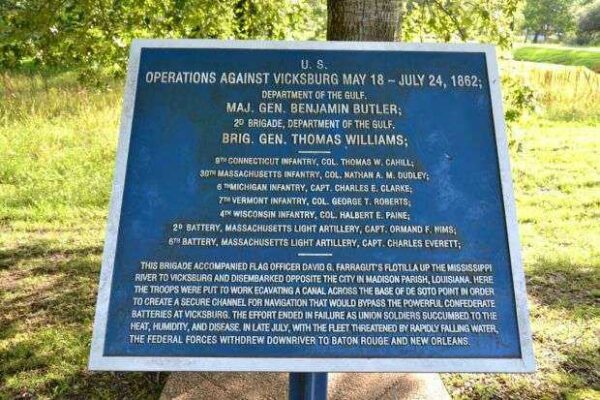 U. S.
OPERATIONS AGAINST VICKSBURG MAY 18 – JULY 24, 1862;
DEPARTMENT OF THE GULF.
MAJ. GEN. BENJAMIN BUTLER;
2D BRIGADE, DEPARTMENT OF THE GULF.
BRIG. GEN. THOMAS WILLIAMS;
9TH CONNECTICUT INFANTRY, COL. THOMAS W. CAHILL;
30TH MASSACHUSETTS INFANTRY, COL. NATHAN A. M. DUDLEY;
6THMICHIGAN INFANTRY, CAPT. CHARLES E. CLARKE;
7TH VERMONT INFANTRY, COL. GEORGE T. ROBERTS;
4TH WISCONSIN INFANTRY, COL. HALBERT E. PAINE;
2D BATTERY, MASSACHUSETTS LIGHT ARTILLERY, CAPT. ORMAND F. NIMS;
6TH BATTERY, MASSACHUSETTS LIGHT ARTILLERY, CAPT. CHARLES EVERETT;
THIS BRIGADE ACCOMPANIED FLAG OFFICER DAVID G. FARRAGUT'S FLOTILLA UP THE MISSISSIPPI
RIVER TO VICKSBURG AND DISEMBARKED OPPOSITE THE CITY IN MADISON PARISH, LOUISIANA. HERE
THE TROOPS WERE PUT TO WORK ECAVATING A CANAL ACROSS THE BASE OF DE SOTO POINT IN ORDER
TO CREATE A SECURE CHANNEL FOR NAVIGATION THAT WOULD BYPASS THE POWERFUL CONFEDERATE
BATTERIES AT VICKSBURG. THE EFFORT ENDED IN FAILURE AS UNION SOLDIERS SUCCUMBED TO THE
HEAT, HUMIDITY, AND DISEASE. IN LATE JULY, WITH THE FLEET THREATENED BY RAPIDLY FALLING WATER,
THE FEDERAL FORCES WITHDREW DOWNRIVER TO BATON ROUGE AND NEW ORLEANS.